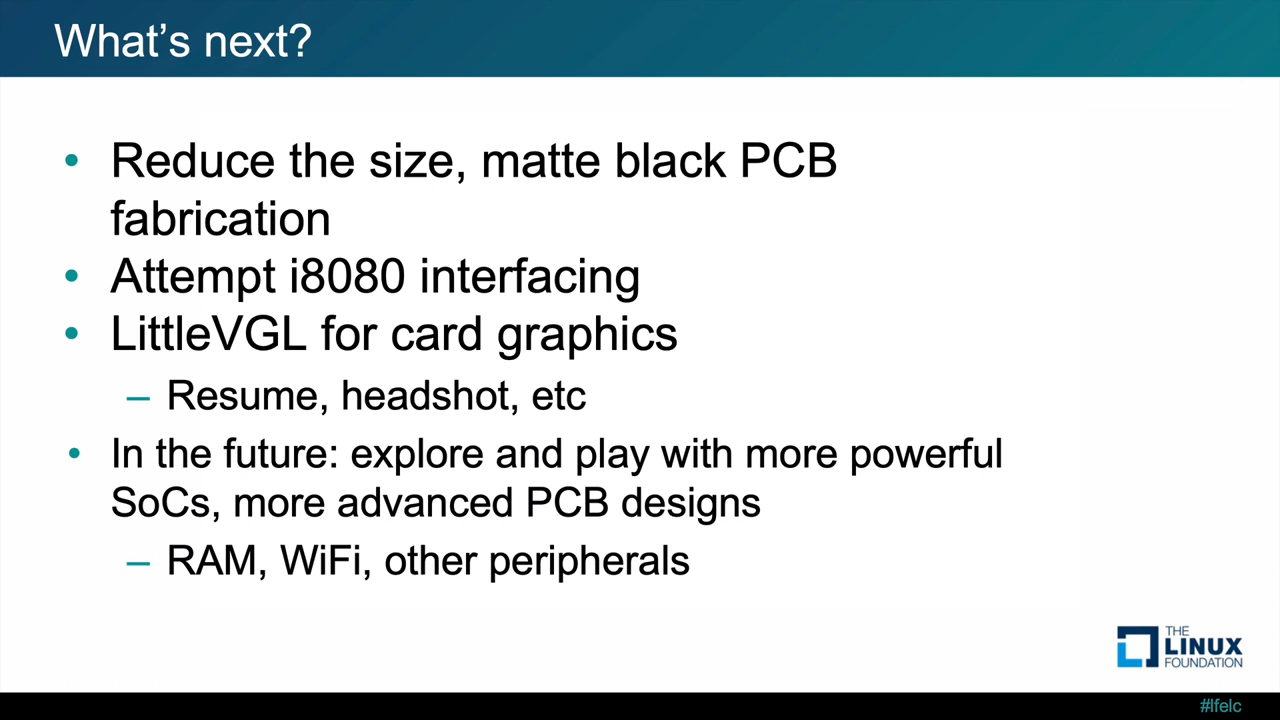 What’s next?
• Reduce the size, matte black PCB
fabrication
• Attempt i8080 interfacing
• LittleVGL for card graphics
– Resume, headshot, etc
• In the future: explore and play with more powerful
SoCs, more advanced PCB designs
– RAM, WiFi, other peripherals
THE
LINUX
FOUNDATION
#lfelc